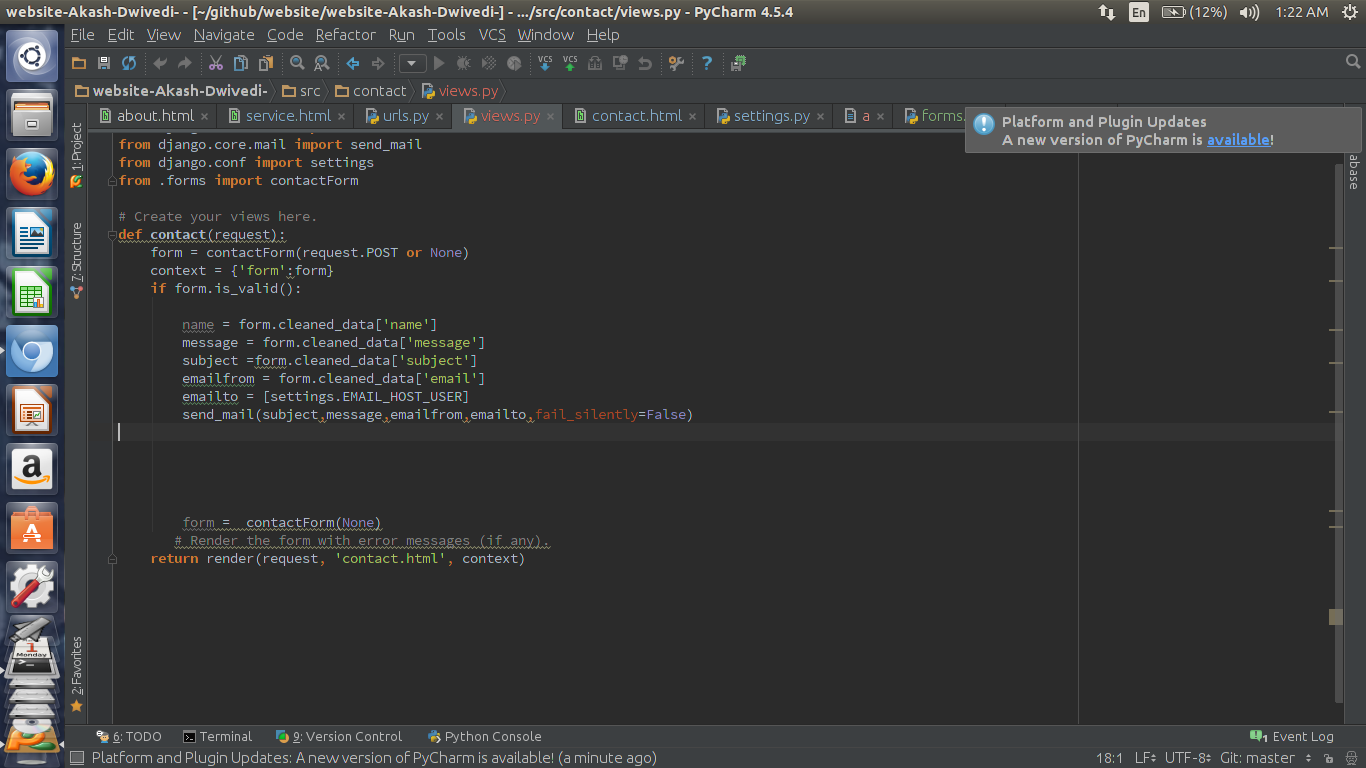 website-Akash-Dwivedi- - [~/github/website/website-Akash-Dwivedi-] - .../src/contact/views.py - PyCharm 4.5.4
En (12%) 1:22 AM
File Edit View Navigate Code Refactor Run Tools VCS Window Help
VCS VCS ?
website-Akash-Dwivedi- src contact views.py
about.html service.html urls.py views.py contact.html settings.py a forms.
Platform and Plugin Updates
A new version of PyCharm is available!
1: Project
7: Structure
2: Favorites
abase
from django.core.mail import send_mail
from django.conf import settings
from .forms import contactForm
# Create your views here.
def contact(request):
form = contactForm(request.POST or None)
context = {'form':form}
if form.is_valid():
name = form.cleaned_data['name']
message = form.cleaned_data['message']
subject =form.cleaned_data['subject']
emailfrom = form.cleaned_data['email']
emailto = [settings.EMAIL_HOST_USER]
send_mail(subject,message,emailfrom,emailto,fail_silently=False)
form =  contactForm(None)
# Render the form with error messages (if any).
return render(request, 'contact.html', context)
a
A
1
Monday
6: TODO Terminal 9: Version Control Python Console 1 Event Log
Platform and Plugin Updates: A new version of PyCharm is available! (a minute ago) 18:1 LF UTF-8 Git: master